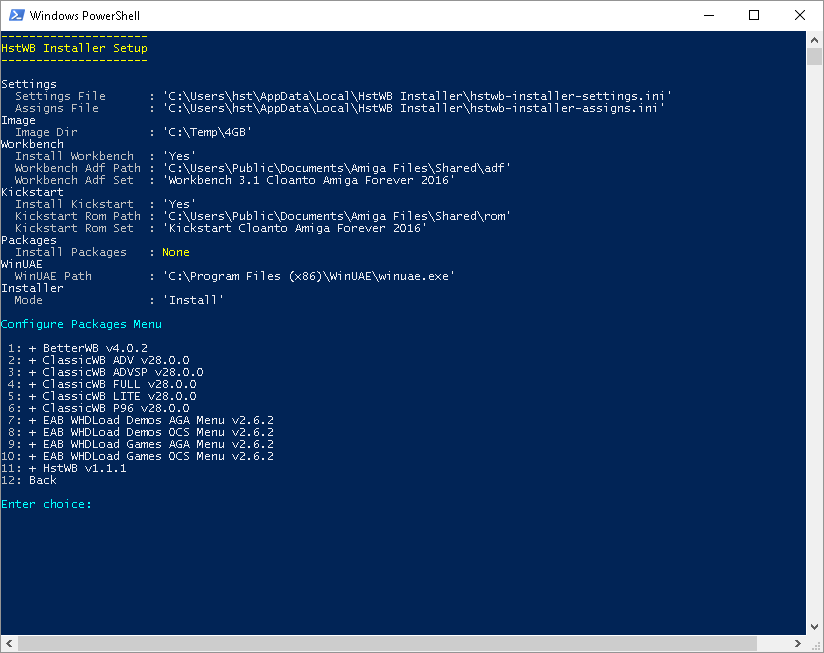 Windows PowerShell
---------------------
HstWB Installer Setup
---------------------
Settings
Settings File      : 'C:\Users\hst\AppData\Local\HstWB Installer\hstwb-installer-settings.ini'
Assigns File       : 'C:\Users\hst\AppData\Local\HstWB Installer\hstwb-installer-assigns.ini'
Image
Image Dir          : 'C:\Temp\4GB'
Workbench
Install Workbench  : 'Yes'
Workbench Adf Path : 'C:\Users\Public\Documents\Amiga Files\Shared\adf'
Workbench Adf Set  : 'Workbench 3.1 Cloanto Amiga Forever 2016'
Kickstart
Install Kickstart  : 'Yes'
Kickstart Rom Path : 'C:\Users\Public\Documents\Amiga Files\Shared\rom'
Kickstart Rom Set  : 'Kickstart Cloanto Amiga Forever 2016'
Packages
Install Packages   : None
WinUAE
WinUAE Path        : 'C:\Program Files (x86)\WinUAE\winuae.exe'
Installer
Mode               : 'Install'
Configure Packages Menu
1: + BetterWB v4.0.2
2: + ClassicWB ADV v28.0.0
3: + ClassicWB ADVSP v28.0.0
4: + ClassicWB FULL v28.0.0
5: + ClassicWB LITE v28.0.0
6: + ClassicWB P96 v28.0.0
7: + EAB WHDLoad Demos AGA Menu v2.6.2
8: + EAB WHDLoad Demos OCS Menu v2.6.2
9: + EAB WHDLoad Games AGA Menu v2.6.2
10: + EAB WHDLoad Games OCS Menu v2.6.2
11: + HstWB v1.1.1
12: Back
Enter choice: